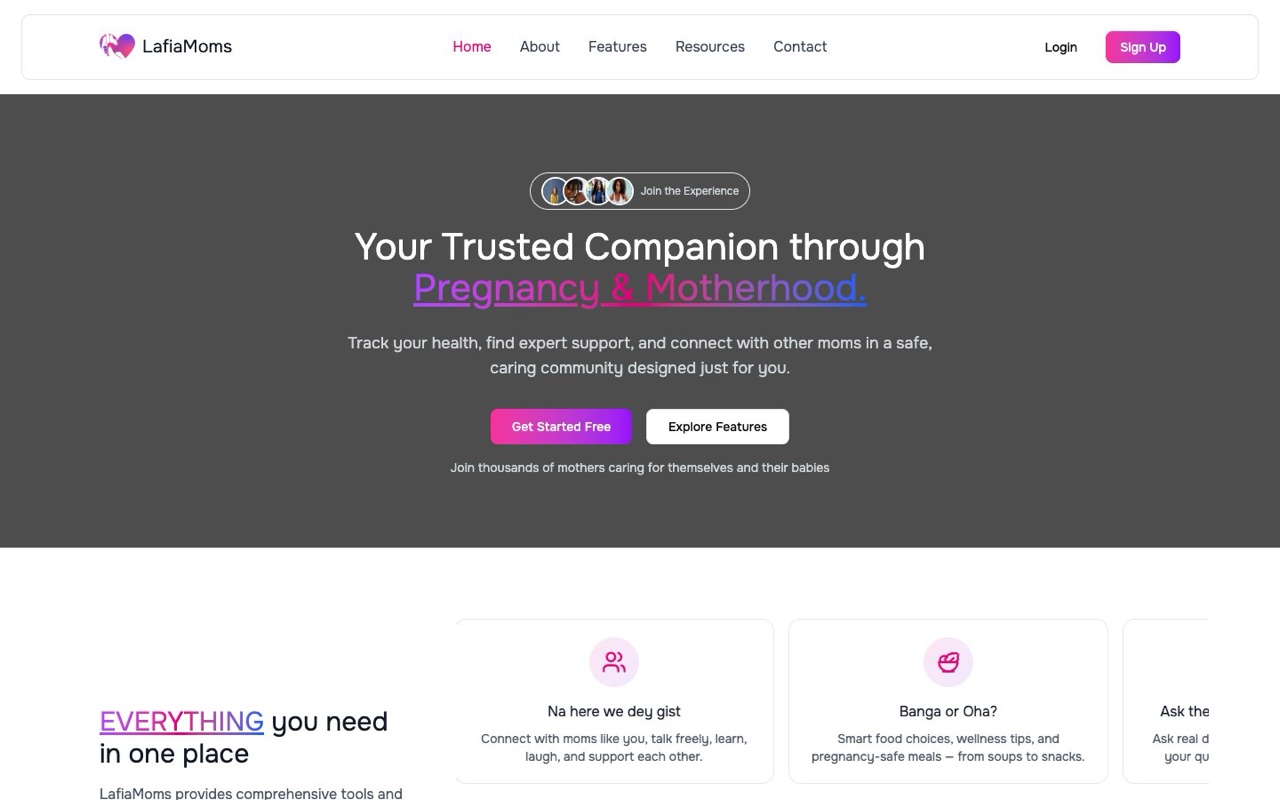 LafiaMoms
Home
About
Features
Resources
Contact
Login
Sign Up
Join the Experience
Your Trusted Companion through
Pregnancy & Motherhood.
Track your health, find expert support, and connect with other moms in a safe,
caring community designed just for you.
Get Started Free
Explore Features
Join thousands of mothers caring for themselves and their babies
EVERYTHING you need
in one place
LafiaMoms provides comprehensive tools and
Na here we dey gist
Connect with moms like you, talk freely, learn,
laugh, and support each other.
Banga or Oha?
Smart food choices, wellness tips, and
pregnancy-safe meals — from soups to snacks.
Ask the
Ask real d
your qu